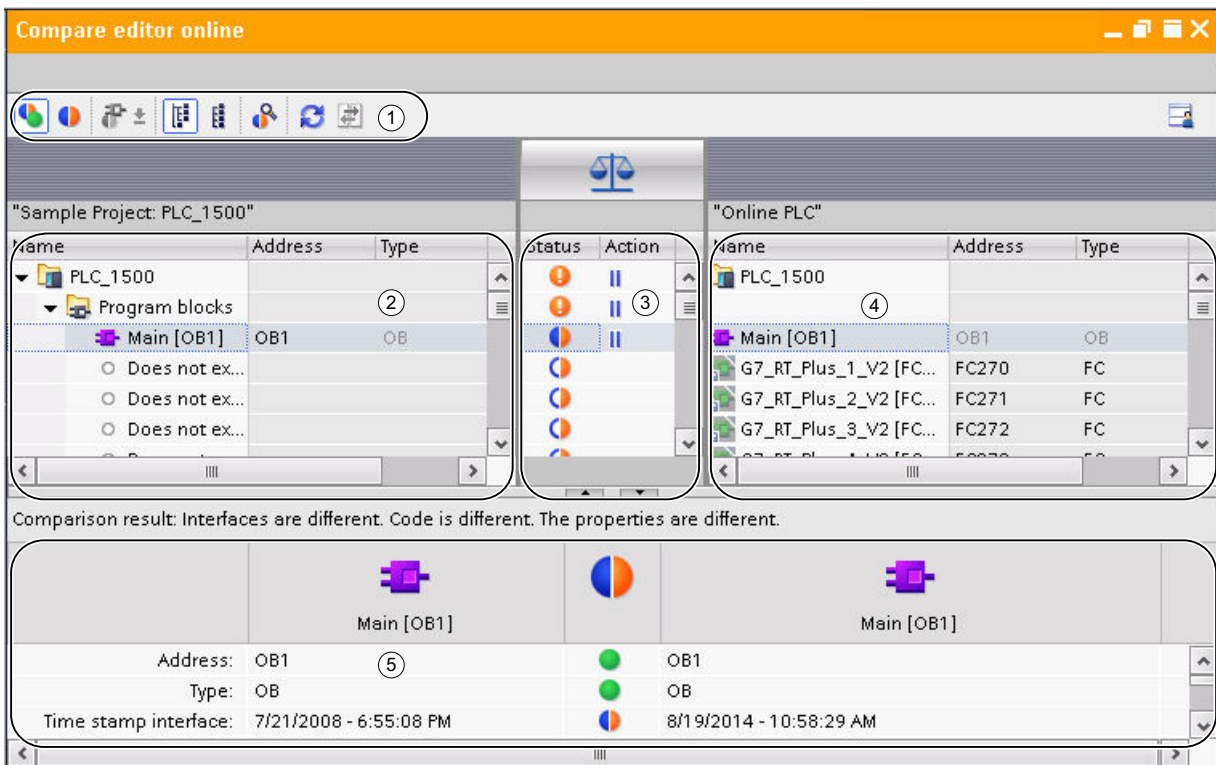 Compare editor online
①
"Sample Project: PLC_1500" "Online PLC"
Name Address Type Status Action Name Address Type
PLC_1500 PLC_1500
Program blocks ② ③ ④
Main [OB1] OB1 OB Main [OB1] OB1 OB
Does not ex... G7_RT_Plus_1_V2 [FC... FC270 FC
Does not ex... G7_RT_Plus_2_V2 [FC... FC271 FC
Does not ex... G7_RT_Plus_3_V2 [FC... FC272 FC
Comparison result: Interfaces are different. Code is different. The properties are different.
Main [OB1] Main [OB1]
Address: OB1 ⑤ OB1
Type: OB OB
Time stamp interface: 7/21/2008 - 6:55:08 PM 8/19/2014 - 10:58:29 AM